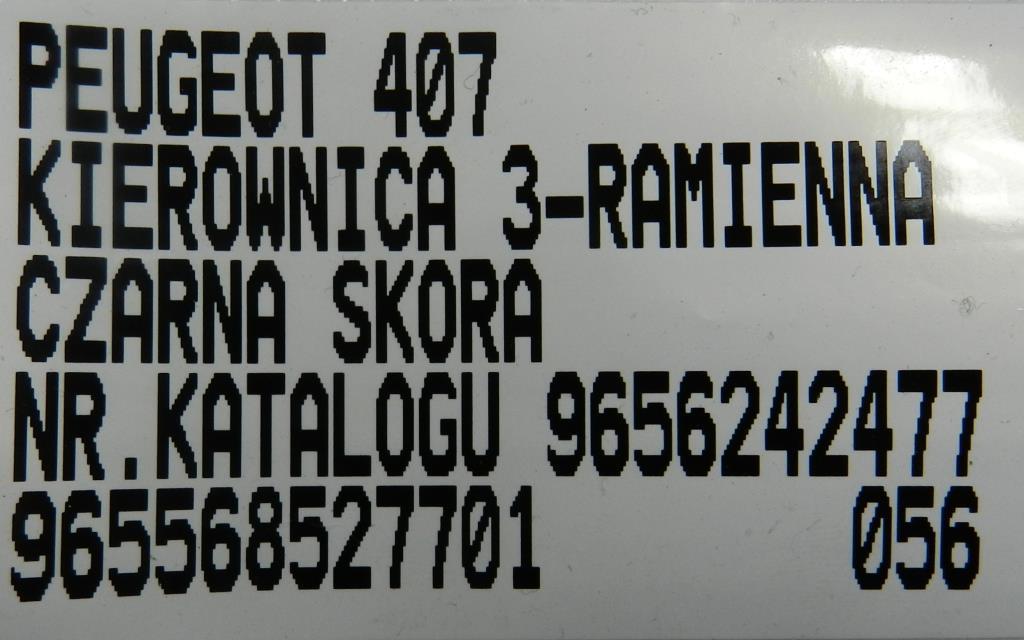 PEUGEOT 407
KIEROWNICA 3-RAMIENNA
CZARNA SKORA
NR.KATALOGU 9656242477
965568527701 056